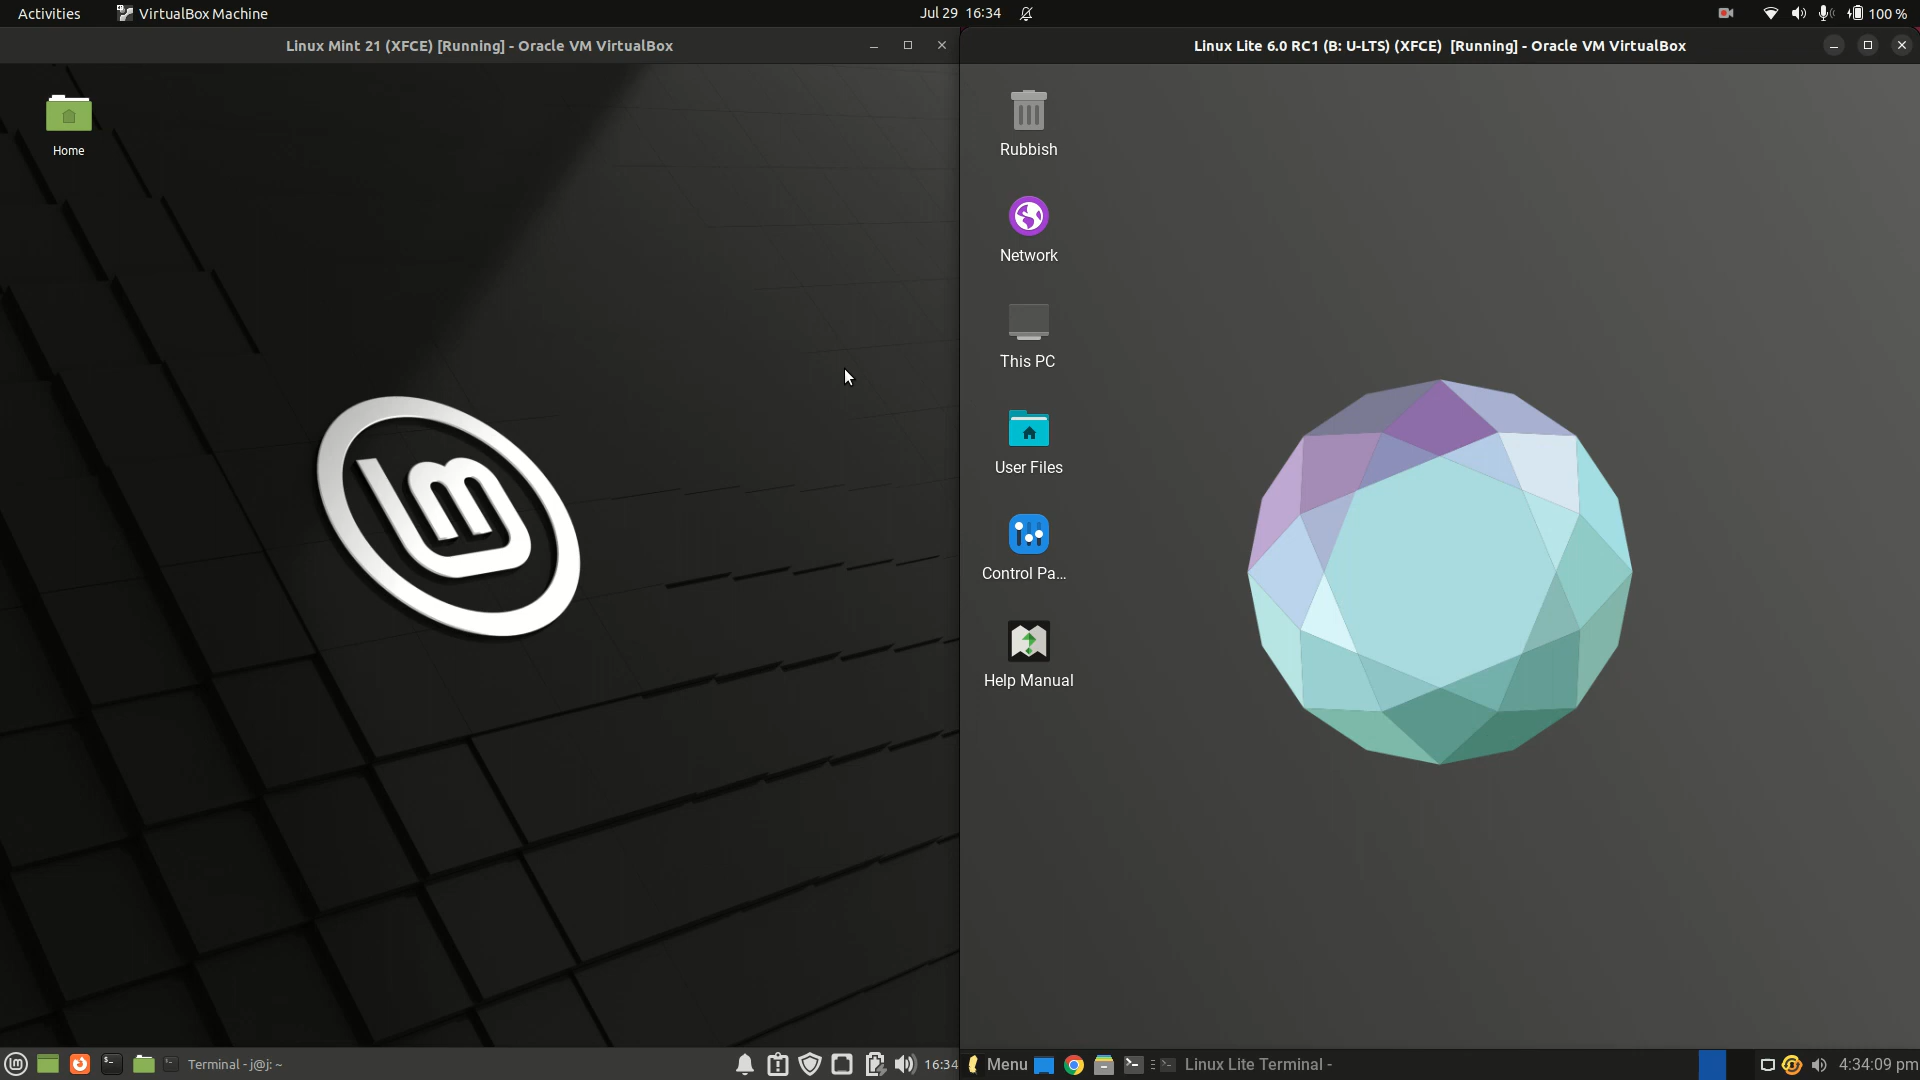 Activities
VirtualBox Machine
Jul 29 16:34
100 %
Linux Mint 21 (XFCE) [Running] - Oracle VM VirtualBox
Linux Lite 6.0 RC1 (B: U-LTS) (XFCE) [Running] - Oracle VM VirtualBox
Home
Rubbish
Network
This PC
User Files
Control Pa...
Help Manual
Terminal - j@j: ~
16:34
Menu
Linux Lite Terminal -
4:34:09 pm